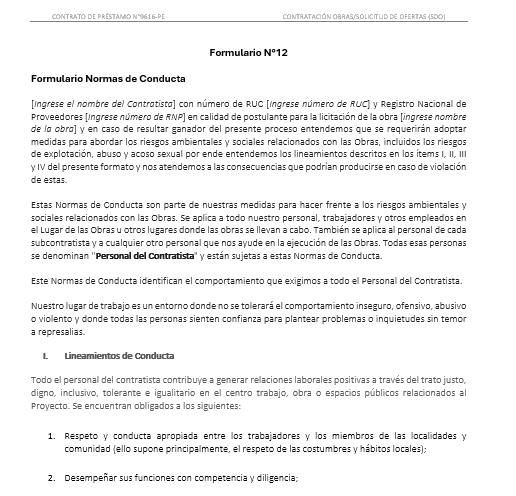 CONTRATO DE PRÉSTAMO N°9616-PE
CONTRATACIÓN OBRAS/SOLICITUD DE OFERTAS (SDO)
Formulario N°12
Formulario Normas de Conducta
[Ingrese el nombre del Contratista] con número de RUC [Ingrese número de RUC] y Registro Nacional de
Proveedores [Ingrese número de RNP] en calidad de postulante para la licitación de la obra [ingrese nombre
de la obra] y en caso de resultar ganador del presente proceso entendemos que se requerirán adoptar
medidas para abordar los riesgos ambientales y sociales relacionados con las Obras, incluidos los riesgos
de explotación, abuso y acoso sexual por ende entendemos los lineamientos descritos en los ítems I, II, III
y IV del presente formato y nos atendemos a las consecuencias que podrían producirse en caso de violación
de estas.
Estas Normas de Conducta son parte de nuestras medidas para hacer frente a los riesgos ambientales y
sociales relacionados con las Obras. Se aplica a todo nuestro personal, trabajadores y otros empleados en
el Lugar de las Obras u otros lugares donde las obras se llevan a cabo. También se aplica al personal de cada
subcontratista y a cualquier otro personal que nos ayude en la ejecución de las Obras. Todas esas personas
se denominan "Personal del Contratista" y están sujetas a estas Normas de Conducta.
Este Normas de Conducta identifican el comportamiento que exigimos a todo el Personal del Contratista.
Nuestro lugar de trabajo es un entorno donde no se tolerará el comportamiento inseguro, ofensivo, abusivo
o violento y donde todas las personas sienten confianza para plantear problemas o inquietudes sin temor
a represalias.
I. Lineamientos de Conducta
Todo el personal del contratista contribuye a generar relaciones laborales positivas a través del trato justo,
digno, inclusivo, tolerante e igualitario en el centro trabajo, obra o espacios públicos relacionados al
Proyecto. Se encuentran obligados a los siguientes:
1. Respeto y conducta apropiada entre los trabajadores y los miembros de las localidades y
comunidad (ello supone principalmente, el respeto de las costumbres y hábitos locales);
2. Desempeñar sus funciones con competencia y diligencia;